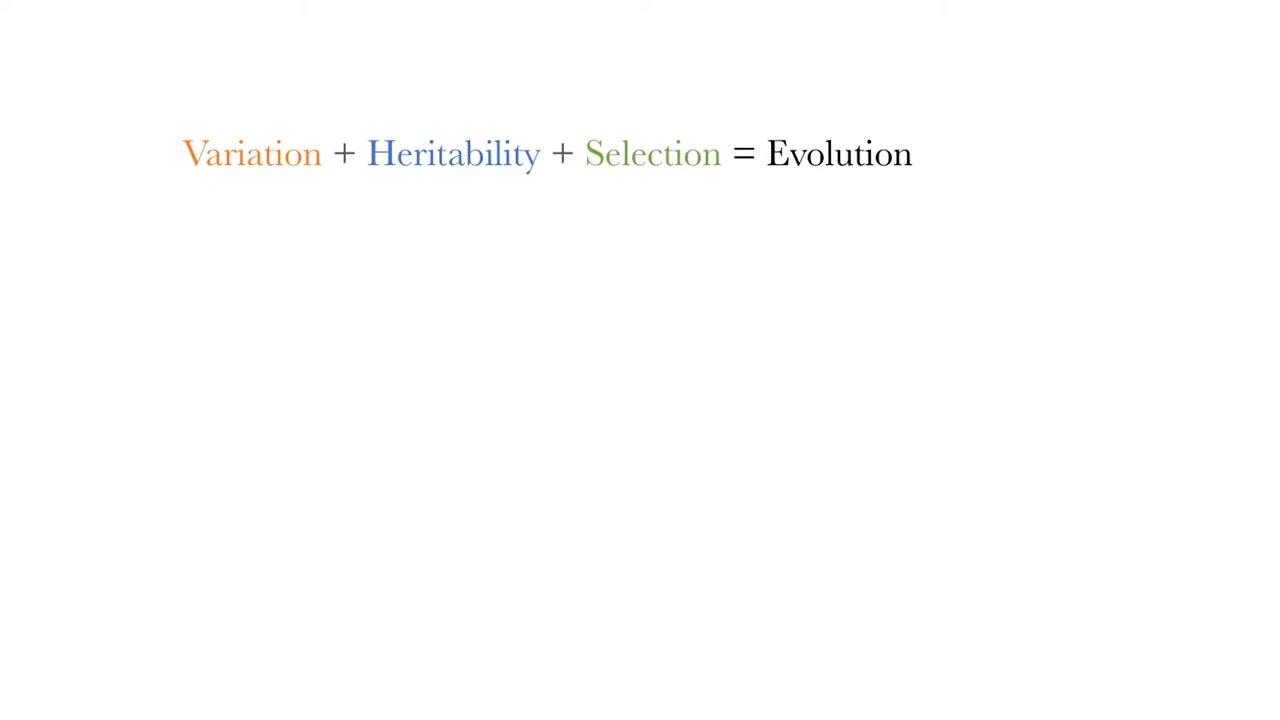 Variation + Heritability + Selection = Evolution